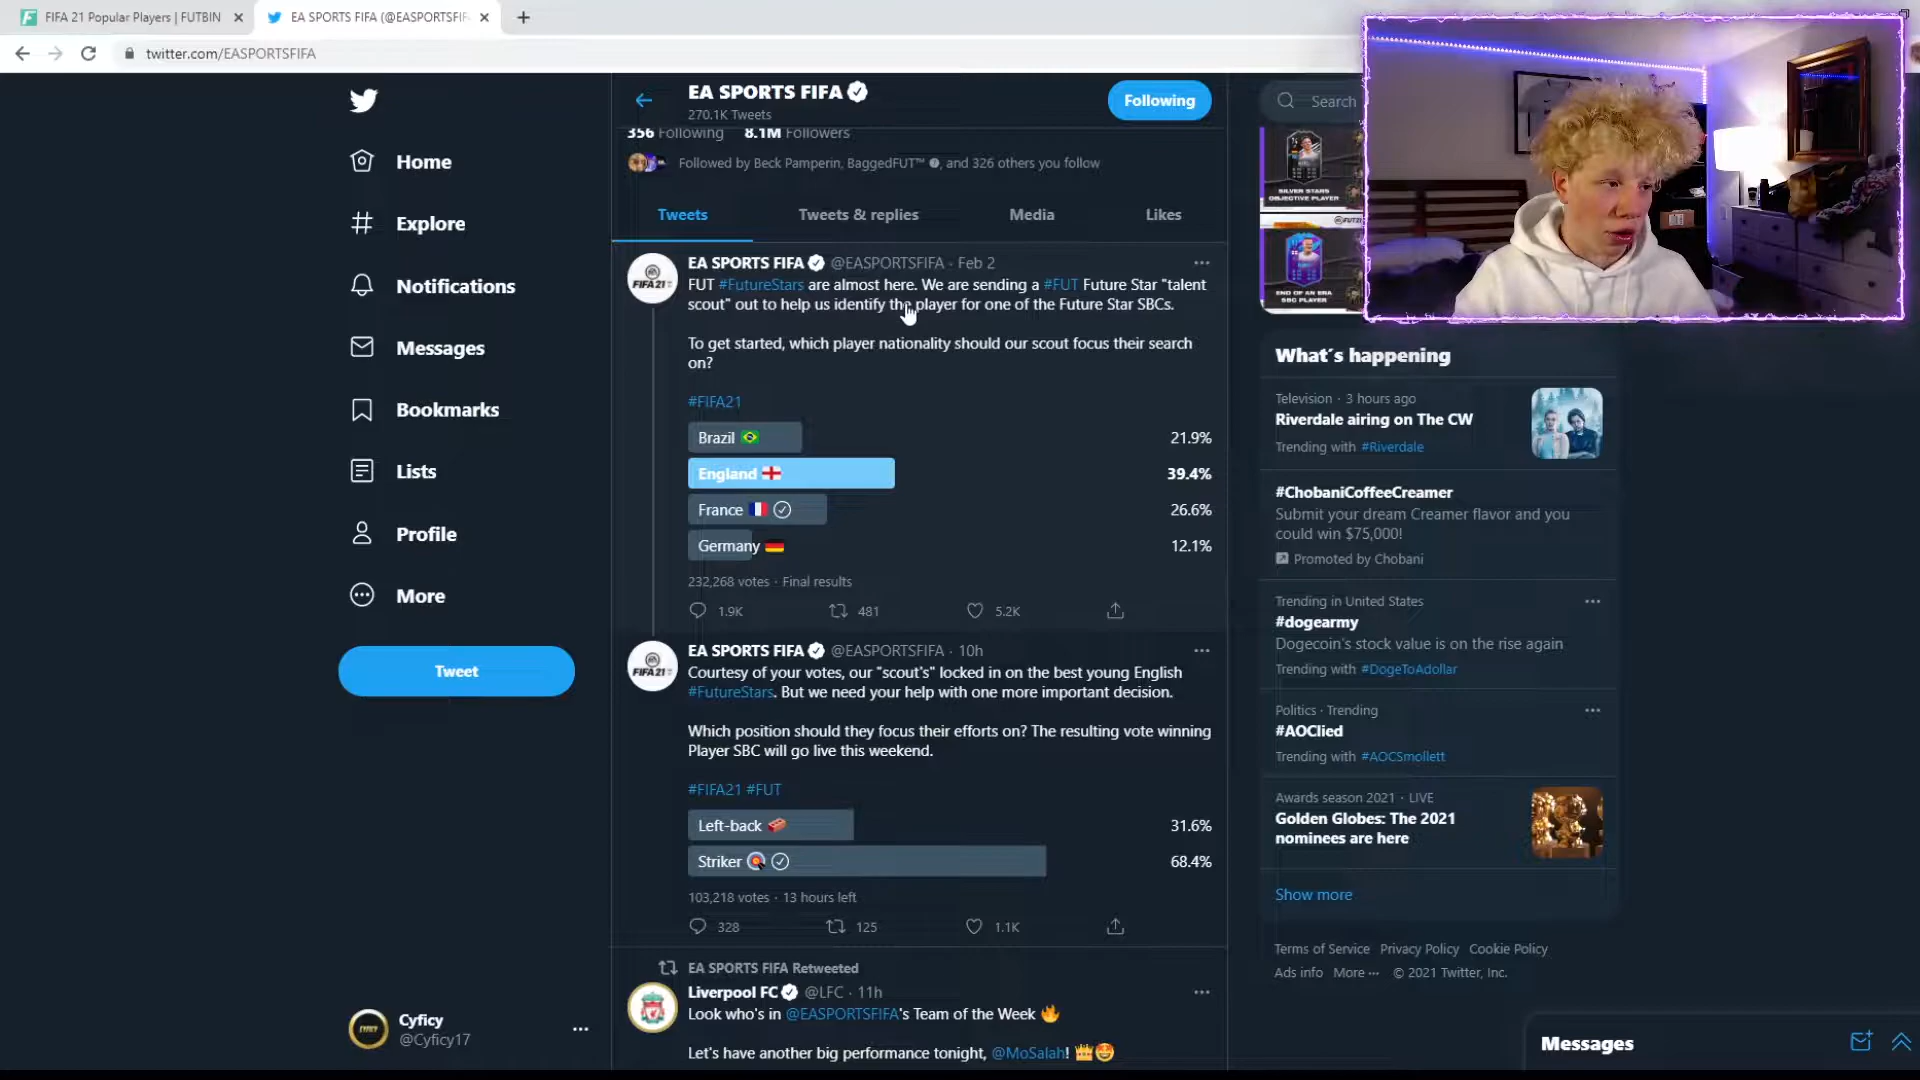 FIFA 21 Popular Players | FUTBIN
EA SPORTS FIFA (@EASPORTSFIF
twitter.com/EASPORTSFIFA
EA SPORTS FIFA
270.1K Tweets
Following
Search
356 Following 8.1M Followers
Followed by Beck Pamperin, BaggedFUT™, and 326 others you follow
Tweets
Tweets & replies
Media
Likes
Home
Explore
Notifications
Messages
Bookmarks
Lists
Profile
More
Tweet
Cyficy
@Cyficy17
EA SPORTS FIFA @EASPORTSFIFA · Feb 2
FIFA 21
FUT #FutureStars are almost here. We are sending a #FUT Future Star "talent
scout" out to help us identify the player for one of the Future Star SBCs.
To get started, which player nationality should our scout focus their search
on?
#FIFA21
Brazil 🇧🇷 21.9%
England 🏴󠁧󠁢󠁥󠁮󠁧󠁿 39.4%
France 🇫🇷 26.6%
Germany 🇩🇪 12.1%
232,268 votes · Final results
1.9K 481 5.2K
EA SPORTS FIFA @EASPORTSFIFA · 10h
FIFA 21
Courtesy of your votes, our "scout's" locked in on the best young English
#FutureStars. But we need your help with one more important decision.
Which position should they focus their efforts on? The resulting vote winning
Player SBC will go live this weekend.
#FIFA21 #FUT
Left-back 🧱 31.6%
Striker 🎯 68.4%
103,218 votes · 13 hours left
328 125 1.1K
EA SPORTS FIFA Retweeted
Liverpool FC @LFC · 11h
Look who's in @EASPORTSFIFA's Team of the Week 🔥
Let's have another big performance tonight, @MoSalah! 👑🤩
SILVER STARS
OBJECTIVE PLAYER
END OF AN ERA
SBC PLAYER
What's happening
Television · 3 hours ago
Riverdale airing on The CW
Trending with #Riverdale
#ChobaniCoffeeCreamer
Submit your dream Creamer flavor and you
could win $75,000!
Promoted by Chobani
Trending in United States
#dogearmy
Dogecoin's stock value is on the rise again
Trending with #DogeToAdollar
Politics · Trending
#AOClied
Trending with #AOCSmollett
Awards season 2021 · LIVE
Golden Globes: The 2021
nominees are here
Show more
Terms of Service Privacy Policy Cookie Policy
Ads info More ··· © 2021 Twitter, Inc.
Messages